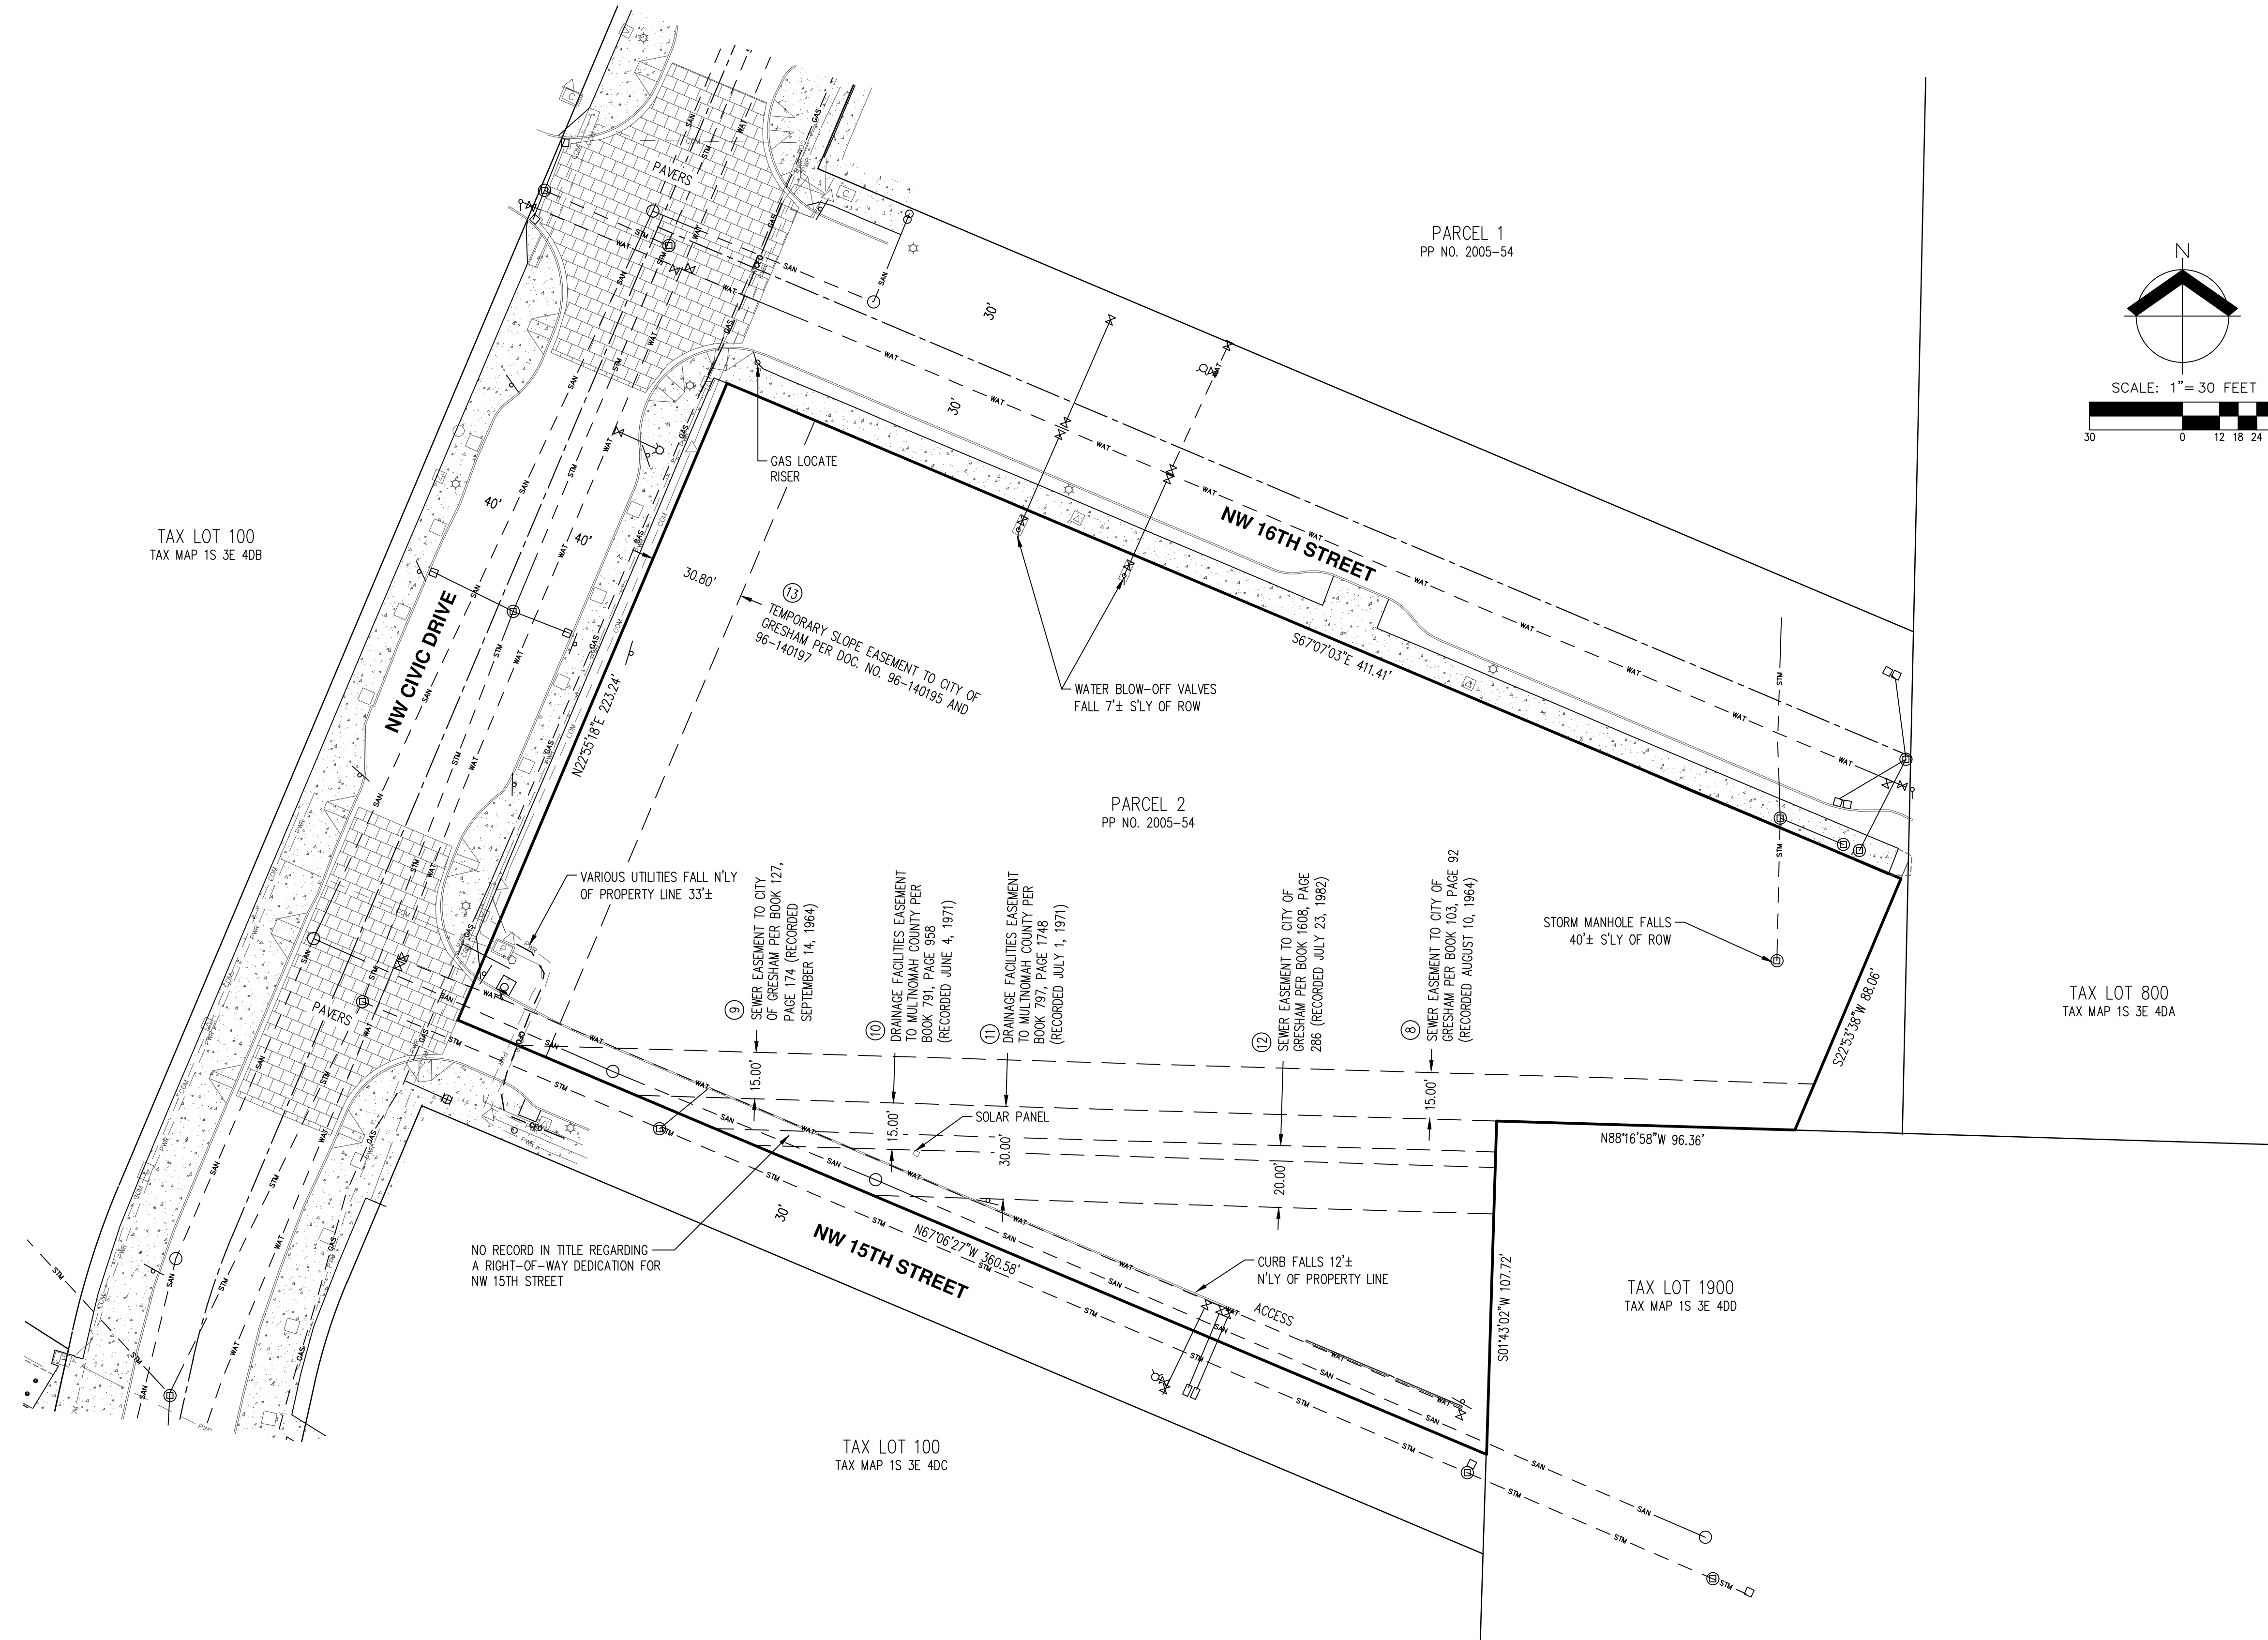 PARCEL 1
PP NO. 2005-54
N
SCALE: 1"= 30 FEET
30 0 12 18 24
PAVERS
30'
30'
GAS LOCATE
RISER
NW 16TH STREET
TAX LOT 100
TAX MAP 1S 3E 4DB
40'
40'
NW CIVIC DRIVE
30.80'
13
TEMPORARY SLOPE EASEMENT TO CITY OF
GRESHAM PER DOC. NO. 96-140195 AND
96-140197
N22°55'18"E 223.24'
S67°07'03"E 411.41'
WATER BLOW-OFF VALVES
FALL 7'± S'LY OF ROW
PARCEL 2
PP NO. 2005-54
VARIOUS UTILITIES FALL N'LY
OF PROPERTY LINE 33'±
9
SEWER EASEMENT TO CITY
OF GRESHAM PER BOOK 127,
PAGE 174 (RECORDED
SEPTEMBER 14, 1964)
10
DRAINAGE FACILITIES EASEMENT
TO MULTNOMAH COUNTY PER
BOOK 791, PAGE 958
(RECORDED JUNE 4, 1971)
11
DRAINAGE FACILITIES EASEMENT
TO MULTNOMAH COUNTY PER
BOOK 797, PAGE 1748
(RECORDED JULY 1, 1971)
12
SEWER EASEMENT TO CITY OF
GRESHAM PER BOOK 1608, PAGE
286 (RECORDED JULY 23, 1982)
8
SEWER EASEMENT TO CITY OF
GRESHAM PER BOOK 103, PAGE 92
(RECORDED AUGUST 10, 1964)
STORM MANHOLE FALLS
40'± S'LY OF ROW
S22°53'38"W 88.06'
TAX LOT 800
TAX MAP 1S 3E 4DA
PAVERS
15.00'
15.00'
30.00'
20.00'
15.00'
SOLAR PANEL
N88°16'58"W 96.36'
NO RECORD IN TITLE REGARDING
A RIGHT-OF-WAY DEDICATION FOR
NW 15TH STREET
30'
NW 15TH STREET
N67°06'27"W 360.58'
CURB FALLS 12'±
N'LY OF PROPERTY LINE
ACCESS
S01°43'02"W 107.72'
TAX LOT 1900
TAX MAP 1S 3E 4DD
TAX LOT 100
TAX MAP 1S 3E 4DC
SAN
STM
WAT
GAS
COM
PWR